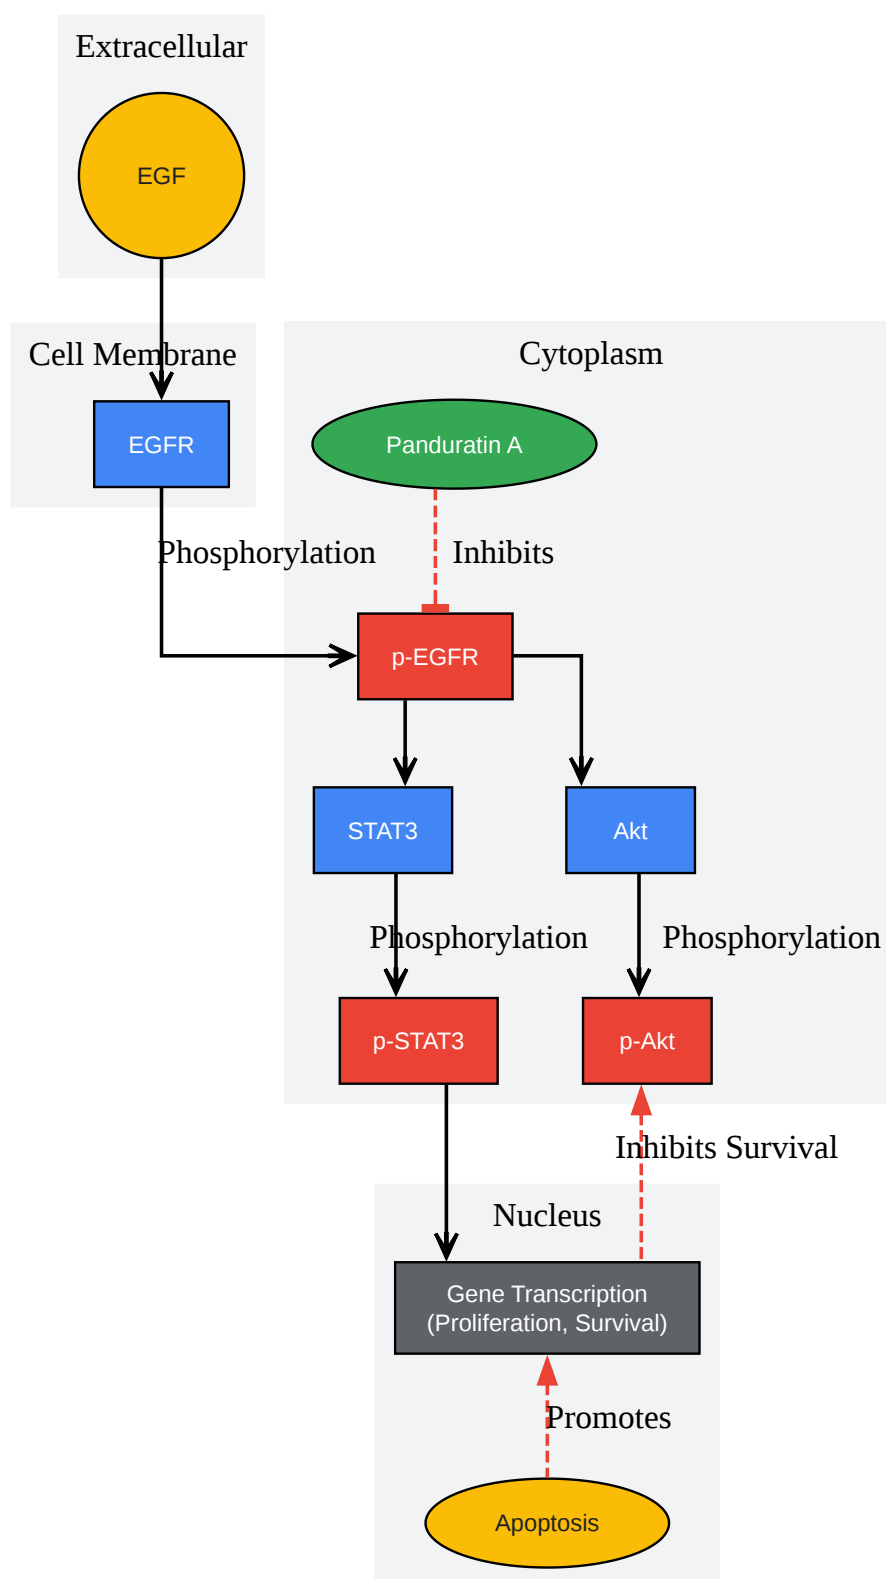 Extracellular
EGF
Cell Membrane
Cytoplasm
EGFR
Panduratin A
Phosphorylation
Inhibits
p-EGFR
STAT3
Akt
Phosphorylation
Phosphorylation
p-STAT3
p-Akt
Inhibits Survival
Nucleus
Gene Transcription
(Proliferation, Survival)
Promotes
Apoptosis